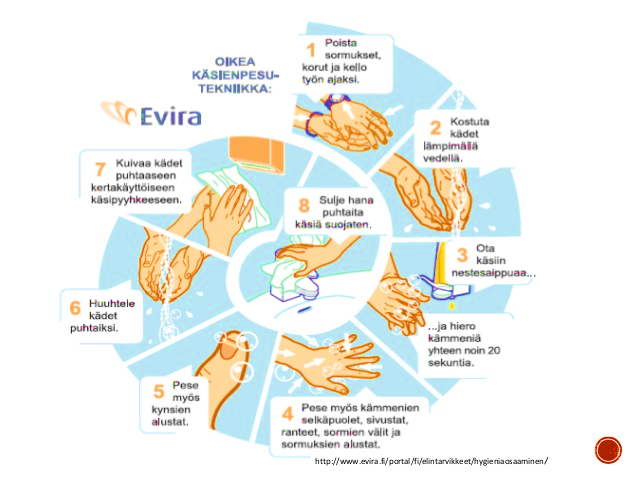 OIKEA
KÄSIENPESU-
TEKNIIKKA:
Evira
1 Poista
sormukset,
korut ja kello
työn ajaksi.
2 Kostuta
kädet
lämpimällä
vedellä.
3 Ota
käsiin
nestesaippuaa...
...ja hiero
kämmeniä
yhteen noin 20
sekuntia.
4 Pese myös kämmenien
selkäpuolet, sivustat,
ranteet, sormien välit ja
sormuksien alustat.
5 Pese
myös
kynsien
alustat.
6 Huuhtele
kädet
puhtaiksi.
7 Kuivaa kädet
puhtaaseen
kertakäyttöiseen
käsipyyhkeeseen.
8 Sulje hana
puhtaita
käsiä suojaten.
http://www.evira.fi/portal/fi/elintarvikkeet/hygieniaosaaminen/